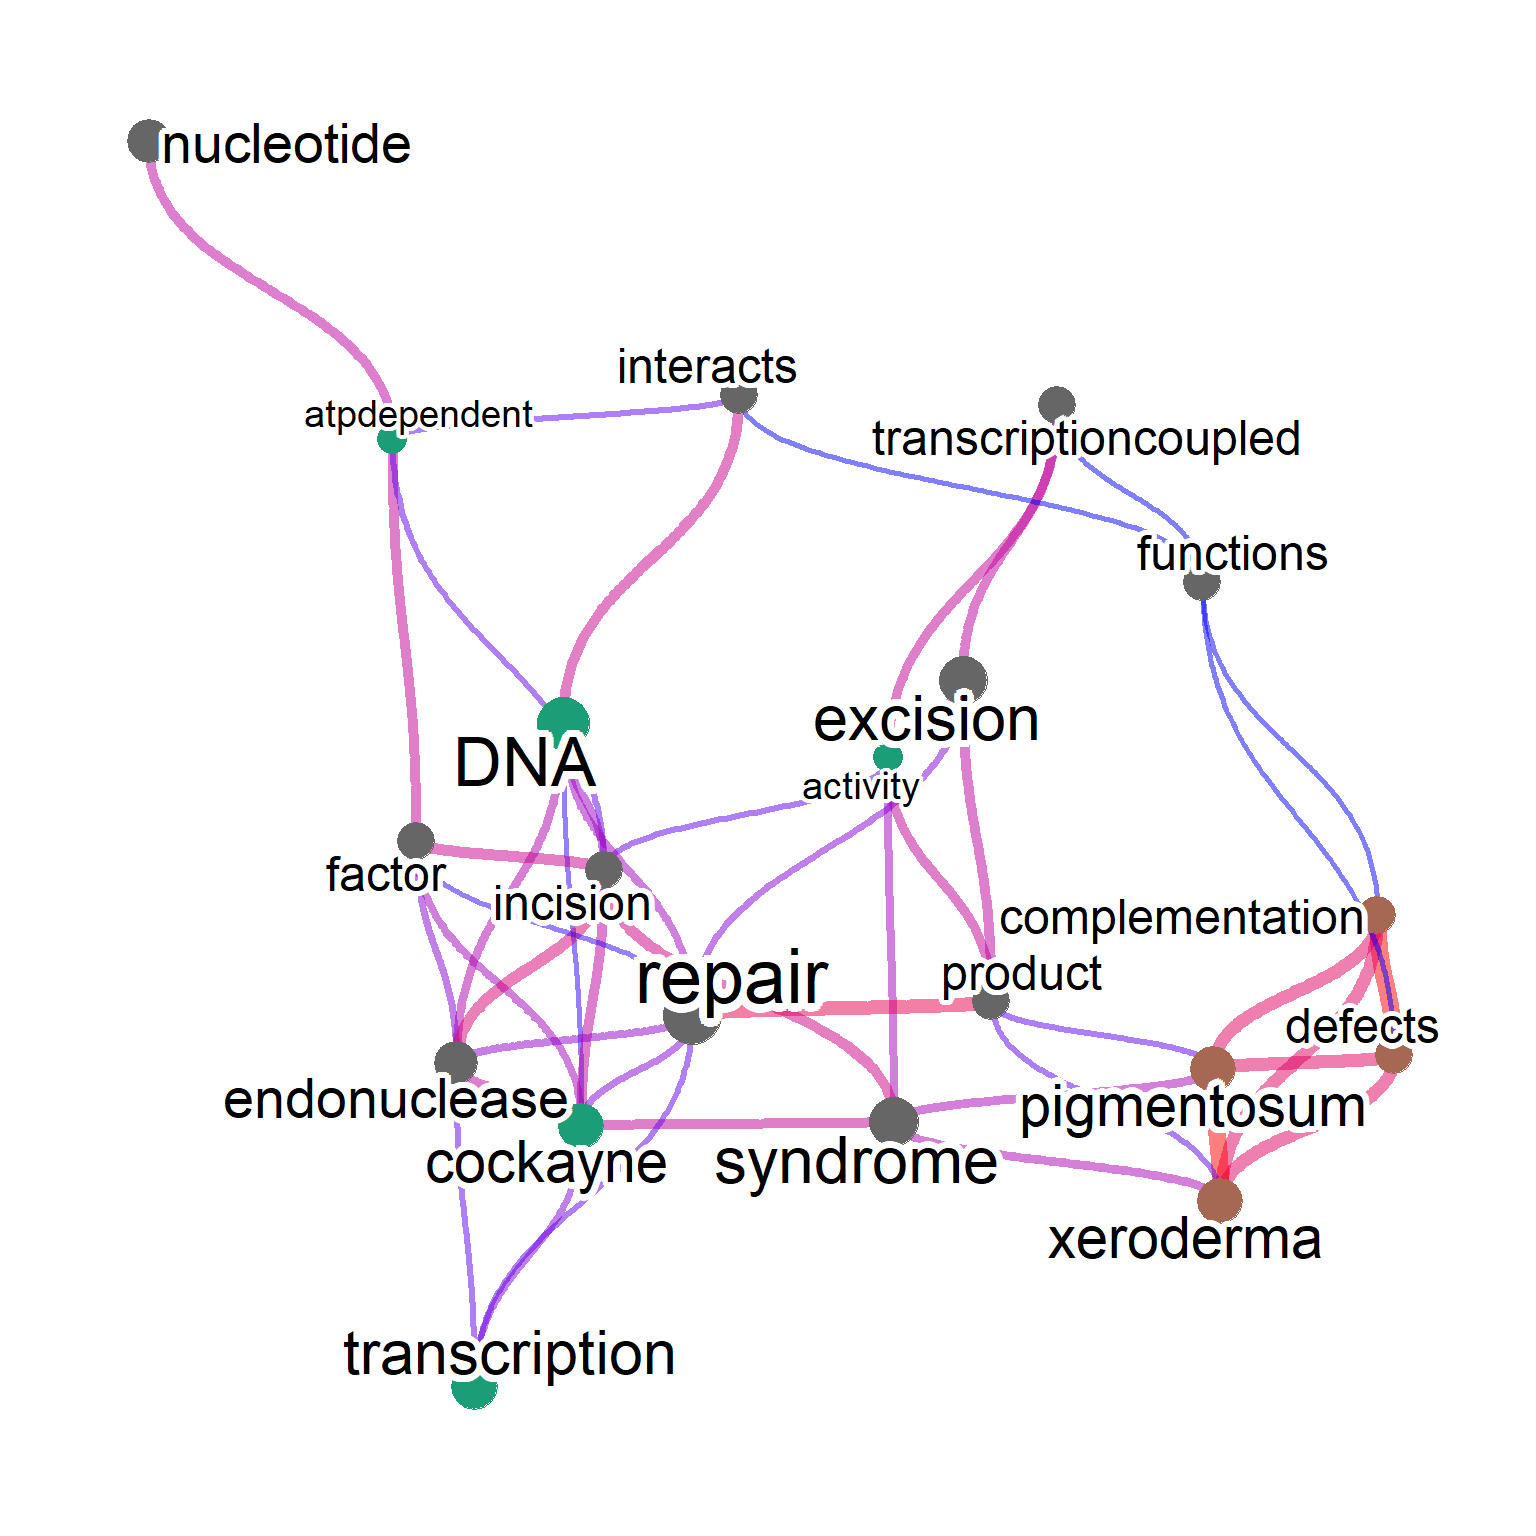 nucleotide
interacts
atpdependent
transcriptioncoupled
functions
excision
DNA
activity
factor
incision
complementation
product
repair
defects
endonuclease
pigmentosum
cockayne
syndrome
xeroderma
transcription